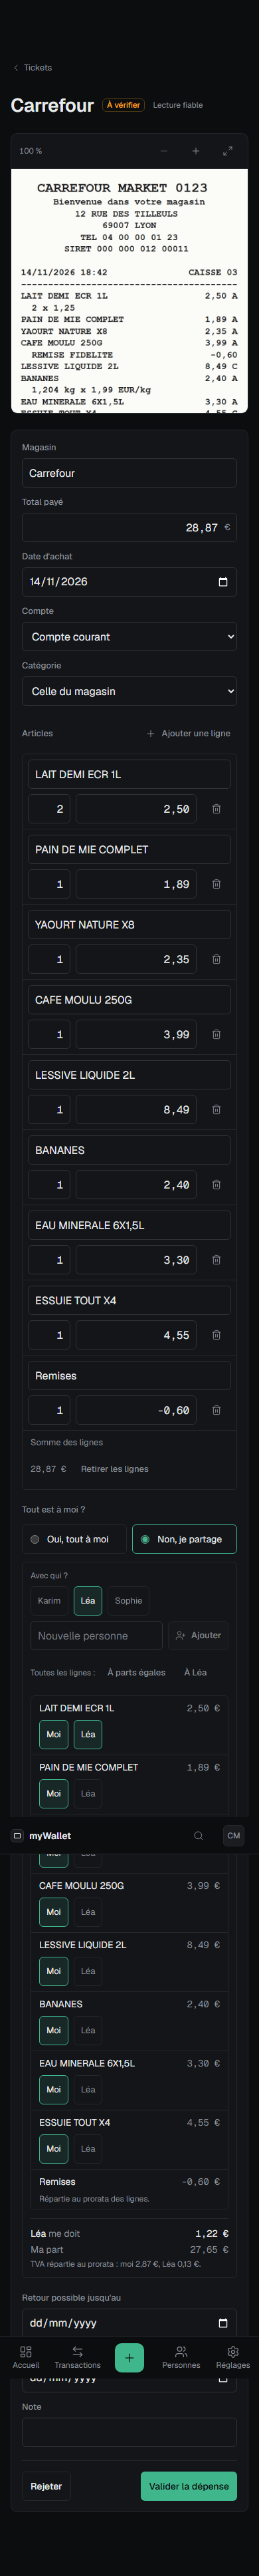 Tickets
Carrefour À vérifier Lecture fiable
100 %
CARREFOUR MARKET 0123
Bienvenue dans votre magasin
12 RUE DES TILLEULS
69007 LYON
TEL 04 00 00 01 23
SIRET 000 000 012 00011
14/11/2026 18:42 CAISSE 03
LAIT DEMI ECR 1L 2,50 A
2 x 1,25
PAIN DE MIE COMPLET 1,89 A
YAOURT NATURE X8 2,35 A
CAFE MOULU 250G 3,99 A
REMISE FIDELITE -0,60
LESSIVE LIQUIDE 2L 8,49 C
BANANES 2,40 A
1,204 kg x 1,99 EUR/kg
EAU MINERALE 6X1,5L 3,30 A
ESSUIE TOUT X4 4,55 C
Magasin
Carrefour
Total payé
28,87 €
Date d'achat
14/11/2026
Compte
Compte courant
Catégorie
Celle du magasin
Articles + Ajouter une ligne
LAIT DEMI ECR 1L
2 2,50
PAIN DE MIE COMPLET
1 1,89
YAOURT NATURE X8
1 2,35
CAFE MOULU 250G
1 3,99
LESSIVE LIQUIDE 2L
1 8,49
BANANES
1 2,40
EAU MINERALE 6X1,5L
1 3,30
ESSUIE TOUT X4
1 4,55
Remises
1 -0,60
Somme des lignes
28,87 € Retirer les lignes
Tout est à moi ?
Oui, tout à moi Non, je partage
Avec qui ?
Karim Léa Sophie
Nouvelle personne Ajouter
Toutes les lignes : À parts égales À Léa
LAIT DEMI ECR 1L 2,50 €
Moi Léa
PAIN DE MIE COMPLET 1,89 €
Moi Léa
myWallet CM
Moi Léa
CAFE MOULU 250G 3,99 €
Moi Léa
LESSIVE LIQUIDE 2L 8,49 €
Moi Léa
BANANES 2,40 €
Moi Léa
EAU MINERALE 6X1,5L 3,30 €
Moi Léa
ESSUIE TOUT X4 4,55 €
Moi Léa
Remises -0,60 €
Répartie au prorata des lignes.
Léa me doit 1,22 €
Ma part 27,65 €
TVA répartie au prorata : moi 2,87 €, Léa 0,13 €.
Retour possible jusqu'au
dd/mm/yyyy
Accueil Transactions + Personnes Réglages
dd/mm/yyyy
Note
Rejeter Valider la dépense